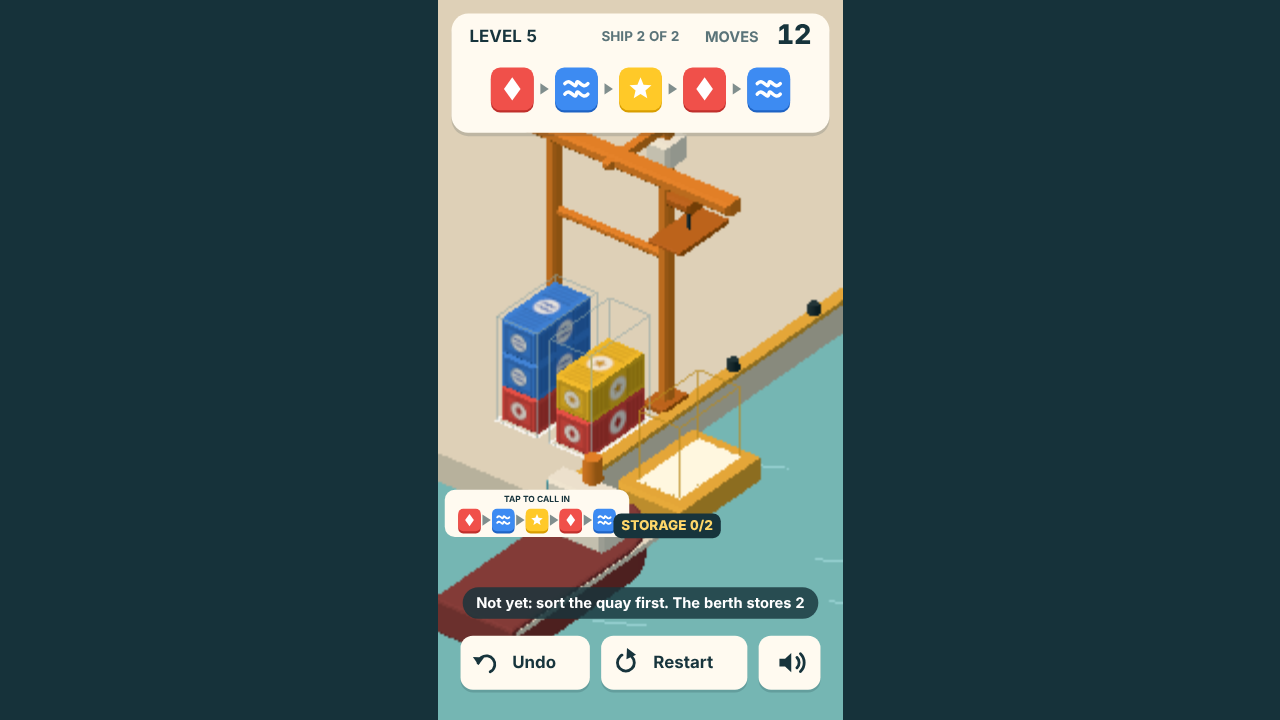 LEVEL 5 SHIP 2 OF 2 MOVES 12
TAP TO CALL IN
STORAGE 0/2
Not yet: sort the quay first. The berth stores 2
Undo Restart